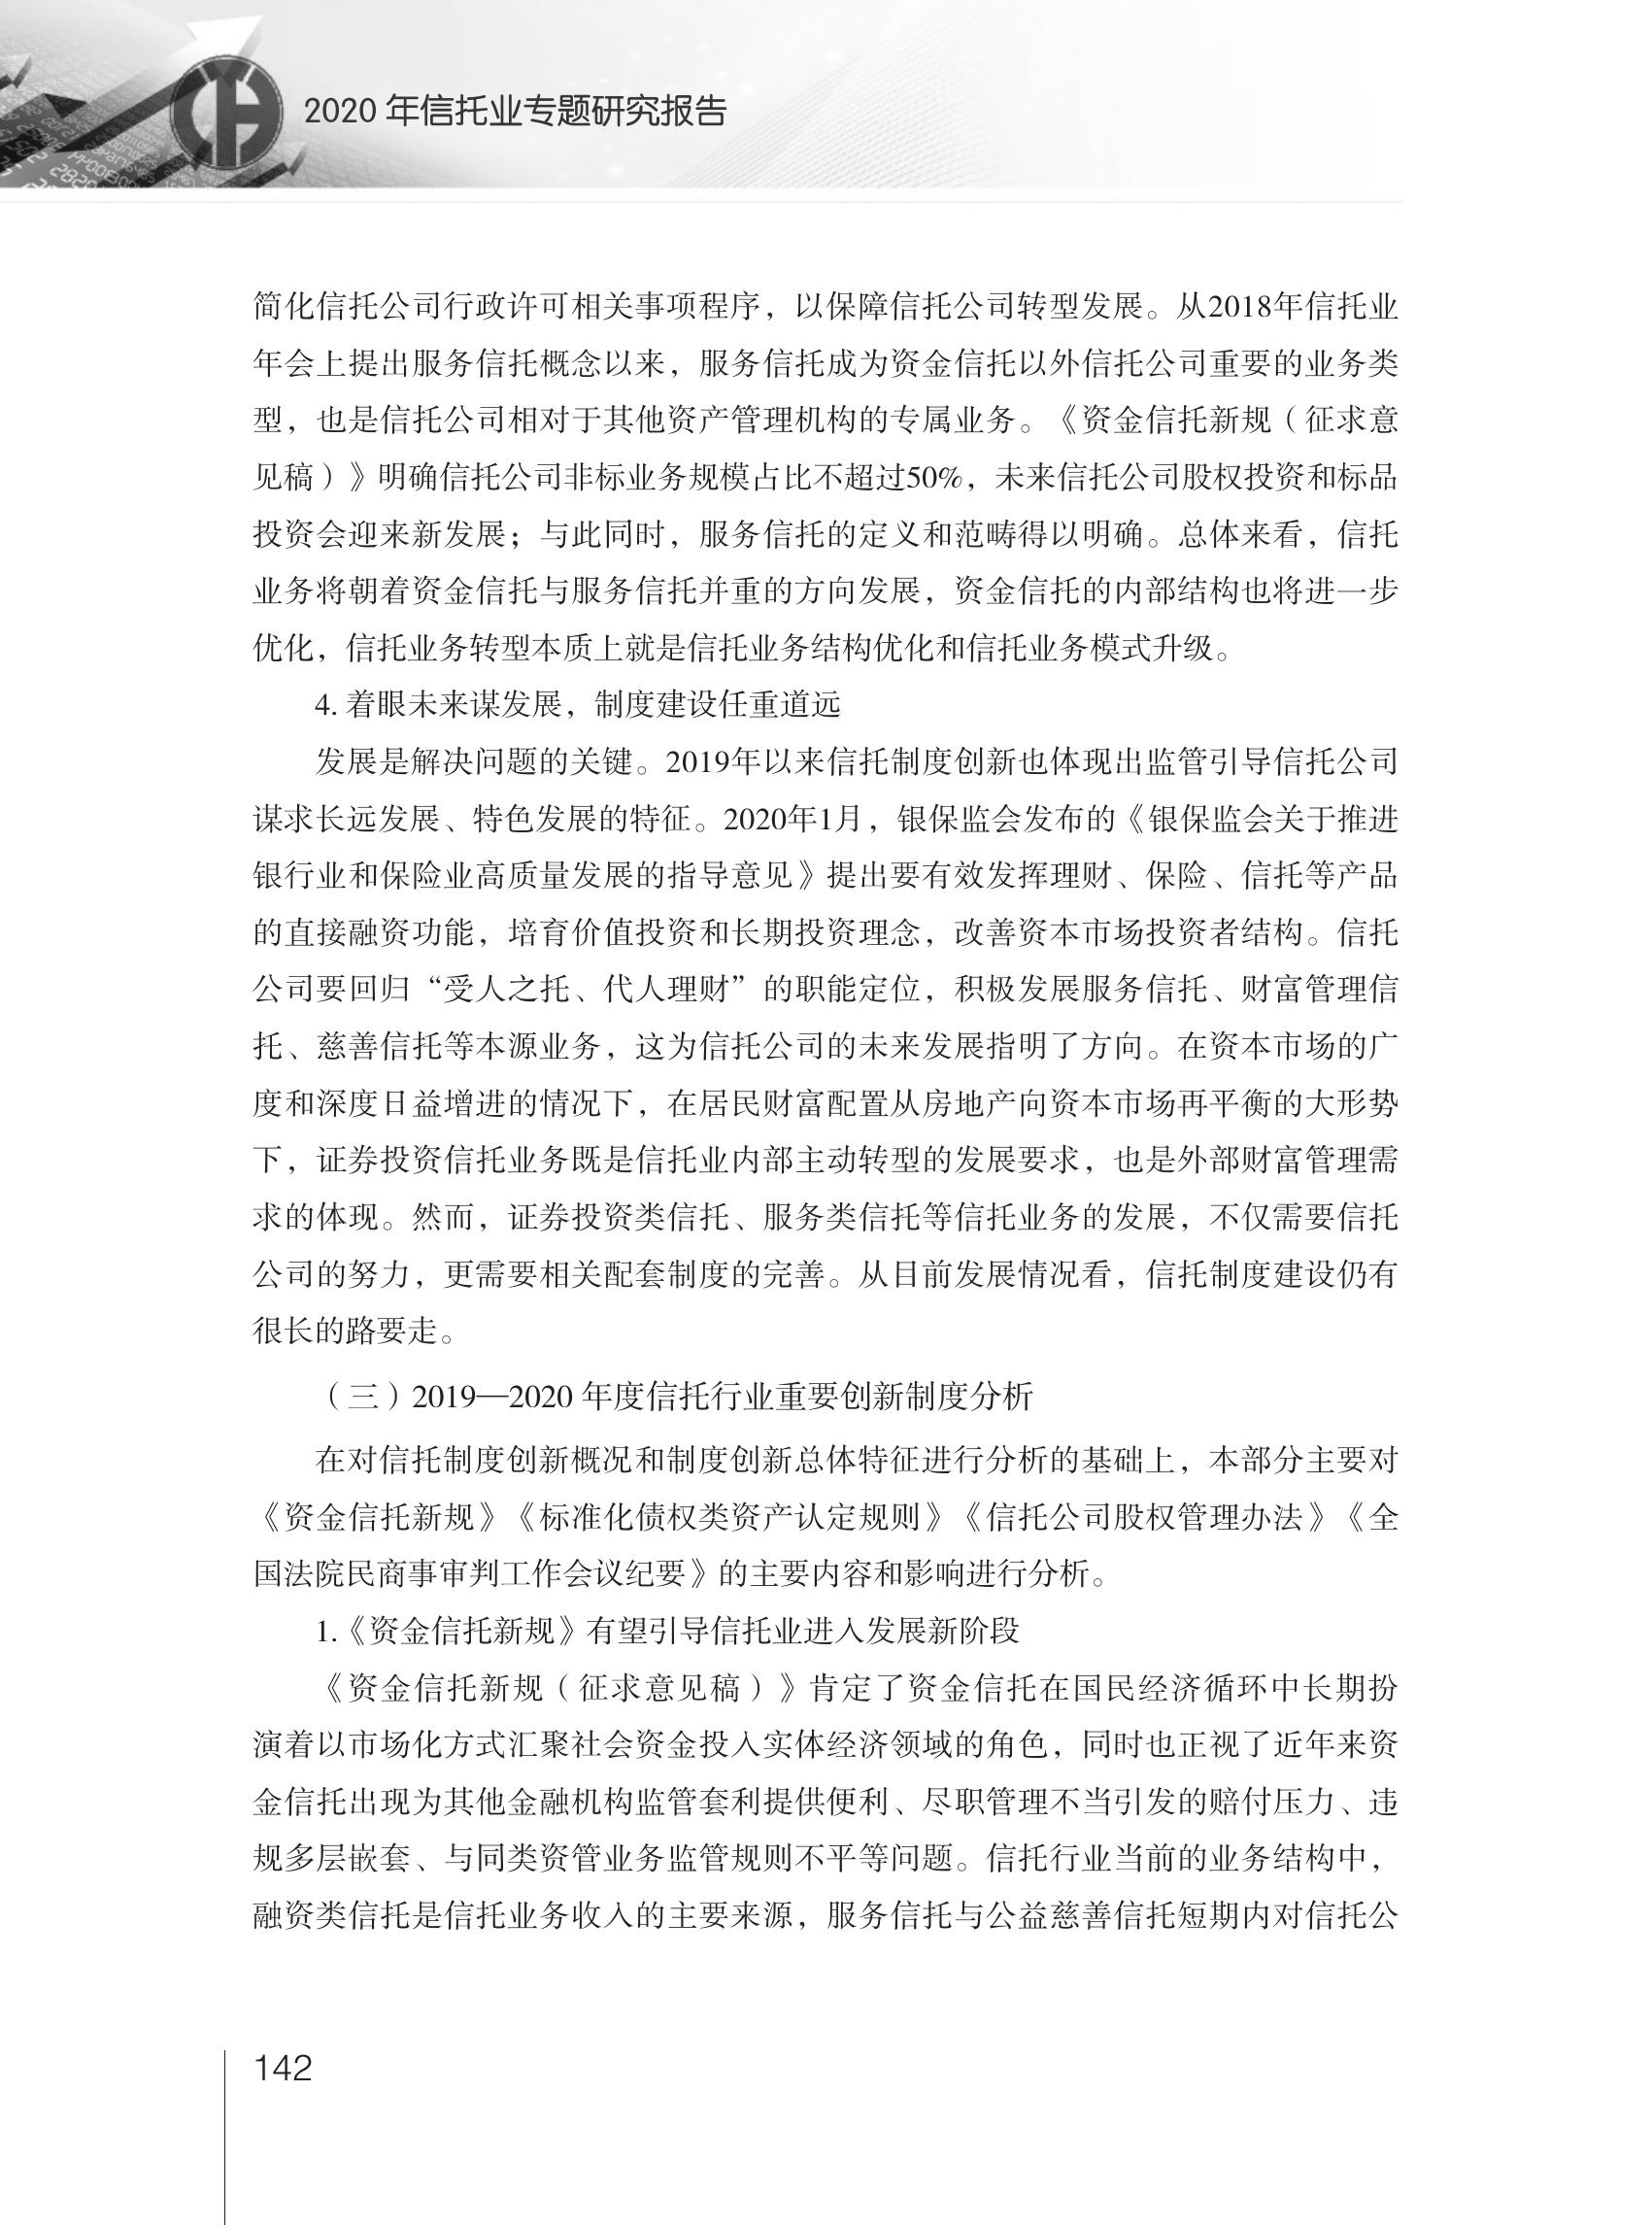 2020 年信托业专题研究报告
简化信托公司行政许可相关事项程序，以保障信托公司转型发展。从2018年信托业
年会上提出服务信托概念以来，服务信托成为资金信托以外信托公司重要的业务类
型，也是信托公司相对于其他资产管理机构的专属业务。《资金信托新规（征求意
见稿）》明确信托公司非标业务规模占比不超过50%，未来信托公司股权投资和标品
投资会迎来新发展；与此同时，服务信托的定义和范畴得以明确。总体来看，信托
业务将朝着资金信托与服务信托并重的方向发展，资金信托的内部结构也将进一步
优化，信托业务转型本质上就是信托业务结构优化和信托业务模式升级。
4. 着眼未来谋发展，制度建设任重道远
发展是解决问题的关键。2019年以来信托制度创新也体现出监管引导信托公司
谋求长远发展、特色发展的特征。2020年1月，银保监会发布的《银保监会关于推进
银行业和保险业高质量发展的指导意见》提出要有效发挥理财、保险、信托等产品
的直接融资功能，培育价值投资和长期投资理念，改善资本市场投资者结构。信托
公司要回归“受人之托、代人理财”的职能定位，积极发展服务信托、财富管理信
托、慈善信托等本源业务，这为信托公司的未来发展指明了方向。在资本市场的广
度和深度日益增进的情况下，在居民财富配置从房地产向资本市场再平衡的大形势
下，证券投资信托业务既是信托业内部主动转型的发展要求，也是外部财富管理需
求的体现。然而，证券投资类信托、服务类信托等信托业务的发展，不仅需要信托
公司的努力，更需要相关配套制度的完善。从目前发展情况看，信托制度建设仍有
很长的路要走。
（三）2019—2020 年度信托行业重要创新制度分析
在对信托制度创新概况和制度创新总体特征进行分析的基础上，本部分主要对
《资金信托新规》《标准化债权类资产认定规则》《信托公司股权管理办法》《全
国法院民商事审判工作会议纪要》的主要内容和影响进行分析。
1.《资金信托新规》有望引导信托业进入发展新阶段
《资金信托新规（征求意见稿）》肯定了资金信托在国民经济循环中长期扮
演着以市场化方式汇聚社会资金投入实体经济领域的角色，同时也正视了近年来资
金信托出现为其他金融机构监管套利提供便利、尽职管理不当引发的赔付压力、违
规多层嵌套、与同类资管业务监管规则不平等问题。信托行业当前的业务结构中，
融资类信托是信托业务收入的主要来源，服务信托与公益慈善信托短期内对信托公
142